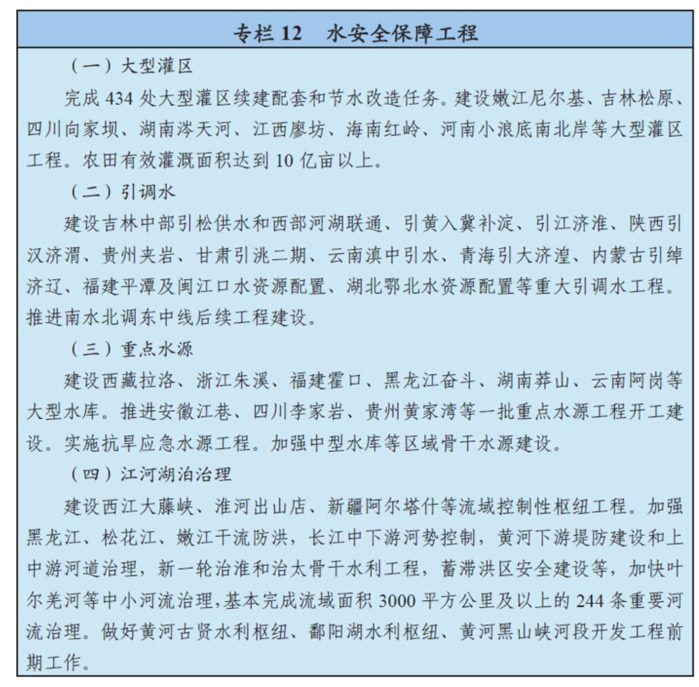 专栏 12 水安全保障工程
（一）大型灌区
完成 434 处大型灌区续建配套和节水改造任务。建设嫩江尼尔基、吉林松原、
四川向家坝、湖南涔天河、江西廖坊、海南红岭、河南小浪底南北岸等大型灌区
工程。农田有效灌溉面积达到 10 亿亩以上。
（二）引调水
建设吉林中部引松供水和西部河湖联通、引黄入冀补淀、引江济淮、陕西引
汉济渭、贵州夹岩、甘肃引洮二期、云南滇中引水、青海引大济湟、内蒙古引绰
济辽、福建平潭及闽江口水资源配置、湖北鄂北水资源配置等重大引调水工程。
推进南水北调东中线后续工程建设。
（三）重点水源
建设西藏拉洛、浙江朱溪、福建霍口、黑龙江奋斗、湖南莽山、云南阿岗等
大型水库。推进安徽江巷、四川李家岩、贵州黄家湾等一批重点水源工程开工建
设。实施抗旱应急水源工程。加强中型水库等区域骨干水源建设。
（四）江河湖泊治理
建设西江大藤峡、淮河出山店、新疆阿尔塔什等流域控制性枢纽工程。加强
黑龙江、松花江、嫩江干流防洪，长江中下游河势控制，黄河下游堤防建设和上
中游河道治理，新一轮治淮和治太骨干水利工程，蓄滞洪区安全建设等，加快叶
尔羌河等中小河流治理，基本完成流域面积 3000 平方公里及以上的 244 条重要河
流治理。做好黄河古贤水利枢纽、鄱阳湖水利枢纽、黄河黑山峡河段开发工程前
期工作。